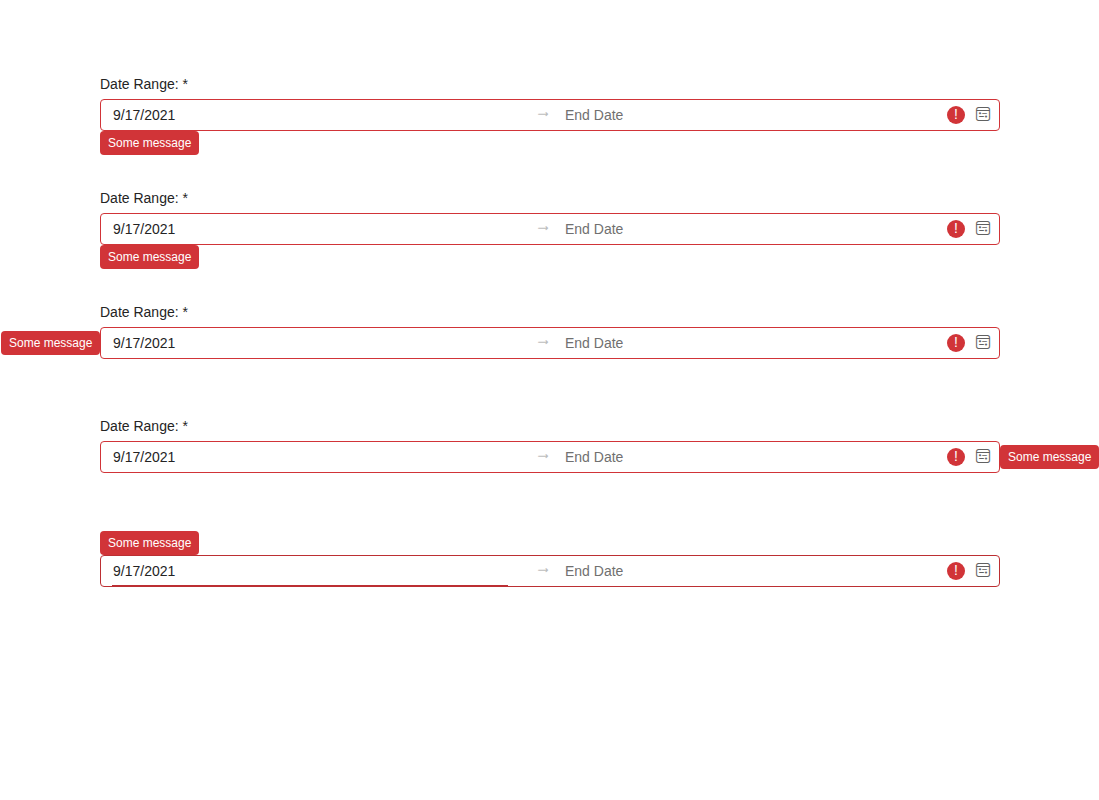 Date Range: *
9/17/2021 → End Date !
Some message
Date Range: *
9/17/2021 → End Date !
Some message
Date Range: *
Some message 9/17/2021 → End Date !
Date Range: *
9/17/2021 → End Date ! Some message
Some message
9/17/2021 → End Date !